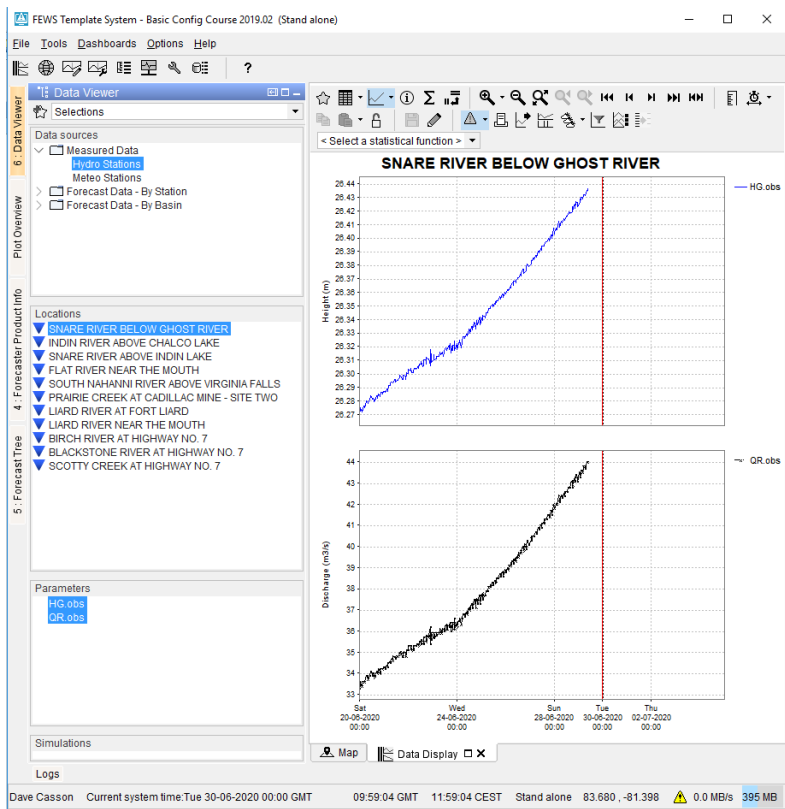 FEWS Template System - Basic Config Course 2019.02 (Stand alone)
File Tools Dashboards Options Help
?
6 : Data Viewer
Plot Overview
4 : Forecaster Product Info
5 : Forecast Tree
Data Viewer
Selections
Data sources
Measured Data
Hydro Stations
Meteo Stations
Forecast Data - By Station
Forecast Data - By Basin
Locations
SNARE RIVER BELOW GHOST RIVER
INDIN RIVER ABOVE CHALCO LAKE
SNARE RIVER ABOVE INDIN LAKE
FLAT RIVER NEAR THE MOUTH
SOUTH NAHANNI RIVER ABOVE VIRGINIA FALLS
PRAIRIE CREEK AT CADILLAC MINE - SITE TWO
LIARD RIVER AT FORT LIARD
LIARD RIVER NEAR THE MOUTH
BIRCH RIVER AT HIGHWAY NO. 7
BLACKSTONE RIVER AT HIGHWAY NO. 7
SCOTTY CREEK AT HIGHWAY NO. 7
Parameters
HG.obs
QR.obs
Simulations
Logs
< Select a statistical function >
SNARE RIVER BELOW GHOST RIVER
Height (m)
26.44
26.43
26.42
26.41
26.40
26.39
26.38
26.37
26.36
26.35
26.34
26.33
26.32
26.31
26.30
26.29
26.28
26.27
HG.obs
Discharge (m3/s)
44
43
42
41
40
39
38
37
36
35
34
33
QR.obs
Sat Wed Sun Tue Thu
20-06-2020 24-06-2020 28-06-2020 30-06-2020 02-07-2020
00:00 00:00 00:00 00:00 00:00
Map Data Display
Dave Casson Current system time:Tue 30-06-2020 00:00 GMT 09:59:04 GMT 11:59:04 CEST Stand alone 83.680 , -81.398 0.0 MB/s 395 MB